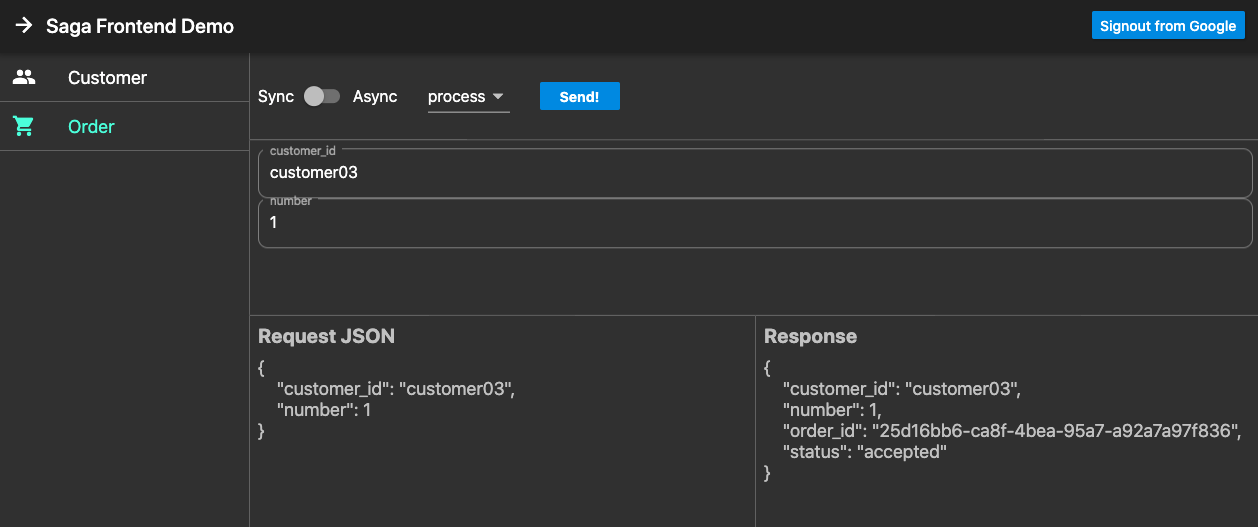 Saga Frontend Demo
Signout from Google
Customer
Order
Sync Async process Send!
customer_id
customer03
number
1
Request JSON
{
"customer_id": "customer03",
"number": 1
}
Response
{
"customer_id": "customer03",
"number": 1,
"order_id": "25d16bb6-ca8f-4bea-95a7-a92a7a97f836",
"status": "accepted"
}